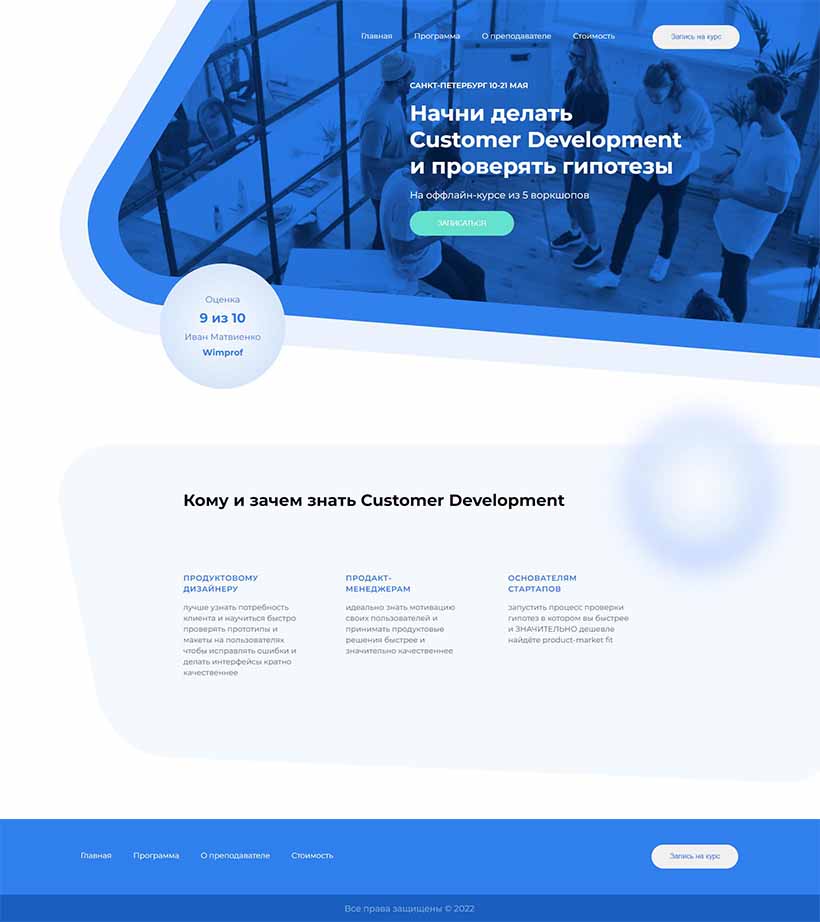 Главная Программа О преподавателе Стоимость Запись на курс
САНКТ-ПЕТЕРБУРГ 10-21 МАЯ
Начни делать
Customer Development
и проверять гипотезы
На оффлайн-курсе из 5 воркшопов
ЗАПИСАТЬСЯ
Оценка
9 из 10
Иван Матвиенко
Wimprof
Кому и зачем знать Customer Development
ПРОДУКТОВОМУ
ДИЗАЙНЕРУ
лучше узнать потребность
клиента и научиться быстро
проверять прототипы и
макеты на пользователях
чтобы исправлять ошибки и
делать интерфейсы кратно
качественнее
ПРОДАКТ-
МЕНЕДЖЕРАМ
идеально знать мотивацию
своих пользователей и
принимать продуктовые
решения быстрее и
значительно качественнее
ОСНОВАТЕЛЯМ
СТАРТАПОВ
запустить процесс проверки
гипотез в котором вы быстрее
и ЗНАЧИТЕЛЬНО дешевле
найдёте product-market fit
Главная Программа О преподавателе Стоимость Запись на курс
Все права защищены © 2022